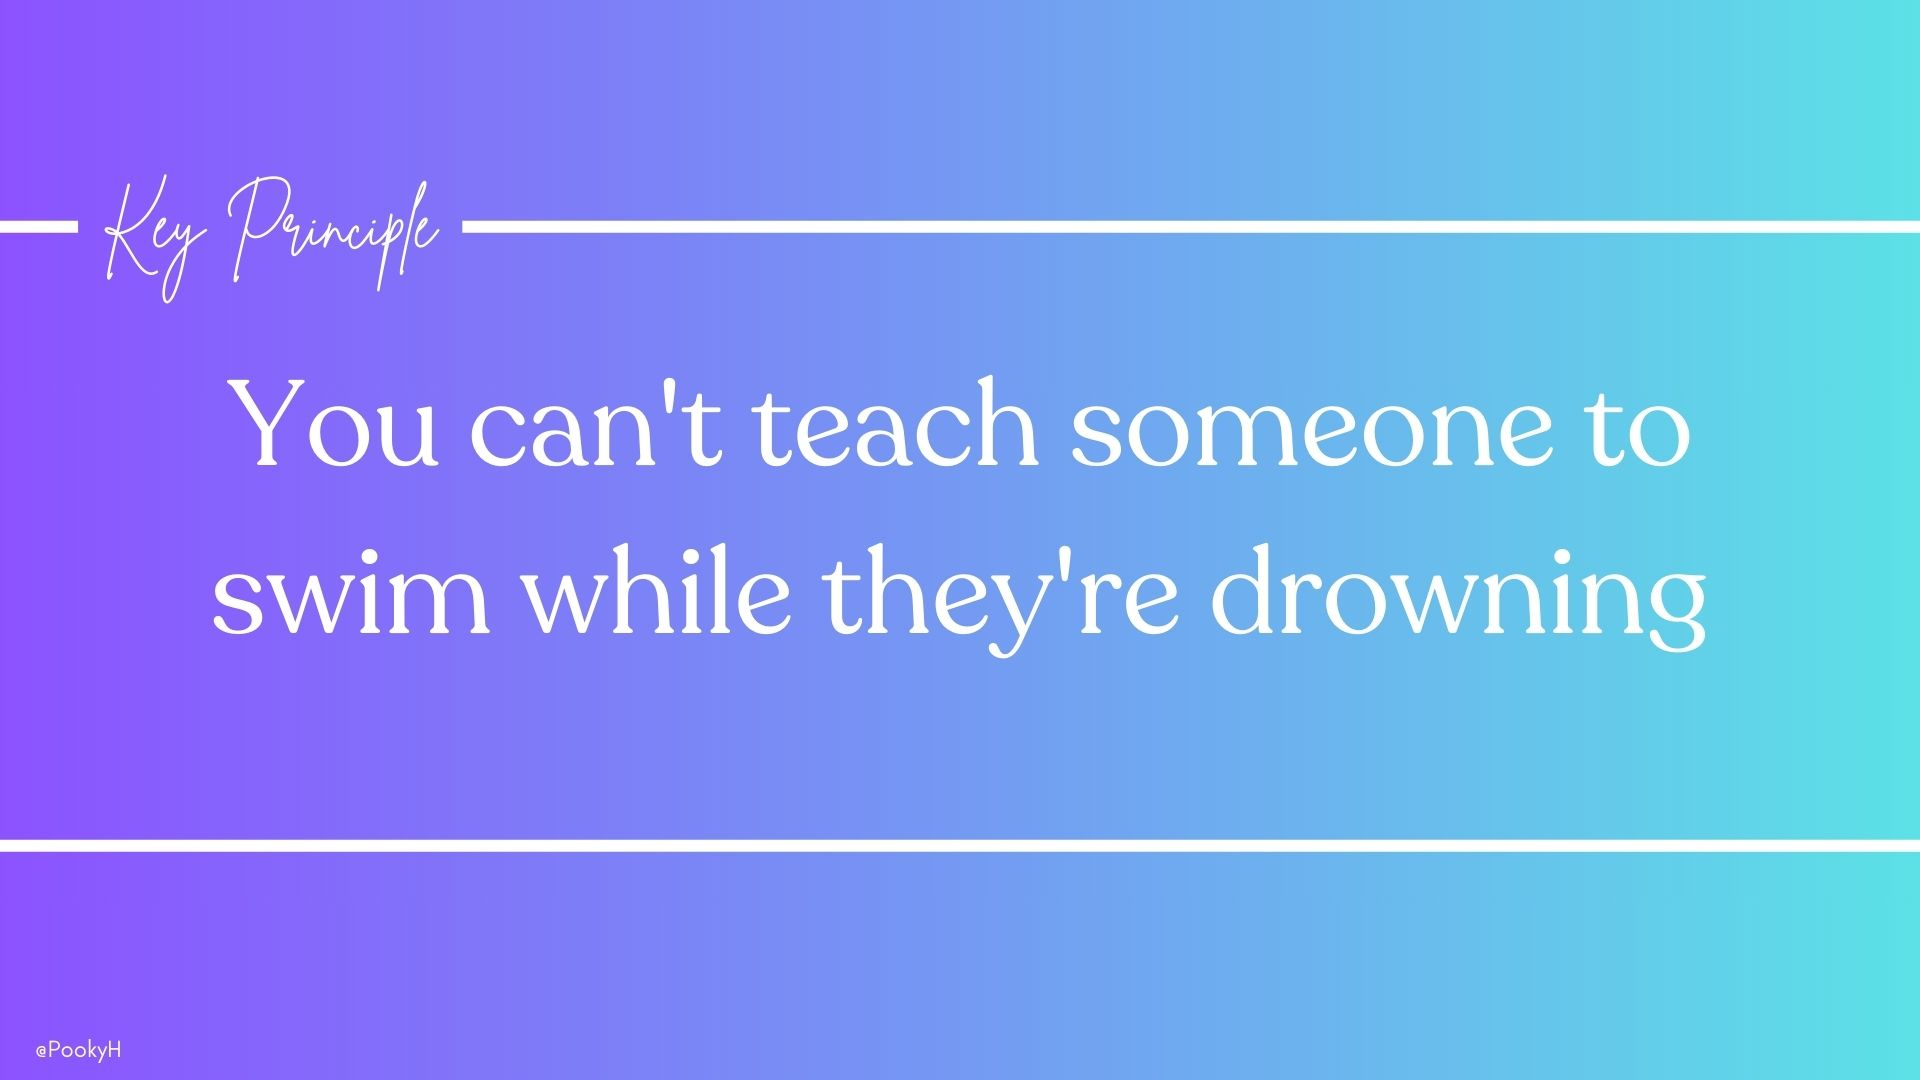 Key Principle
You can't teach someone to
swim while they're drowning
@PookyH